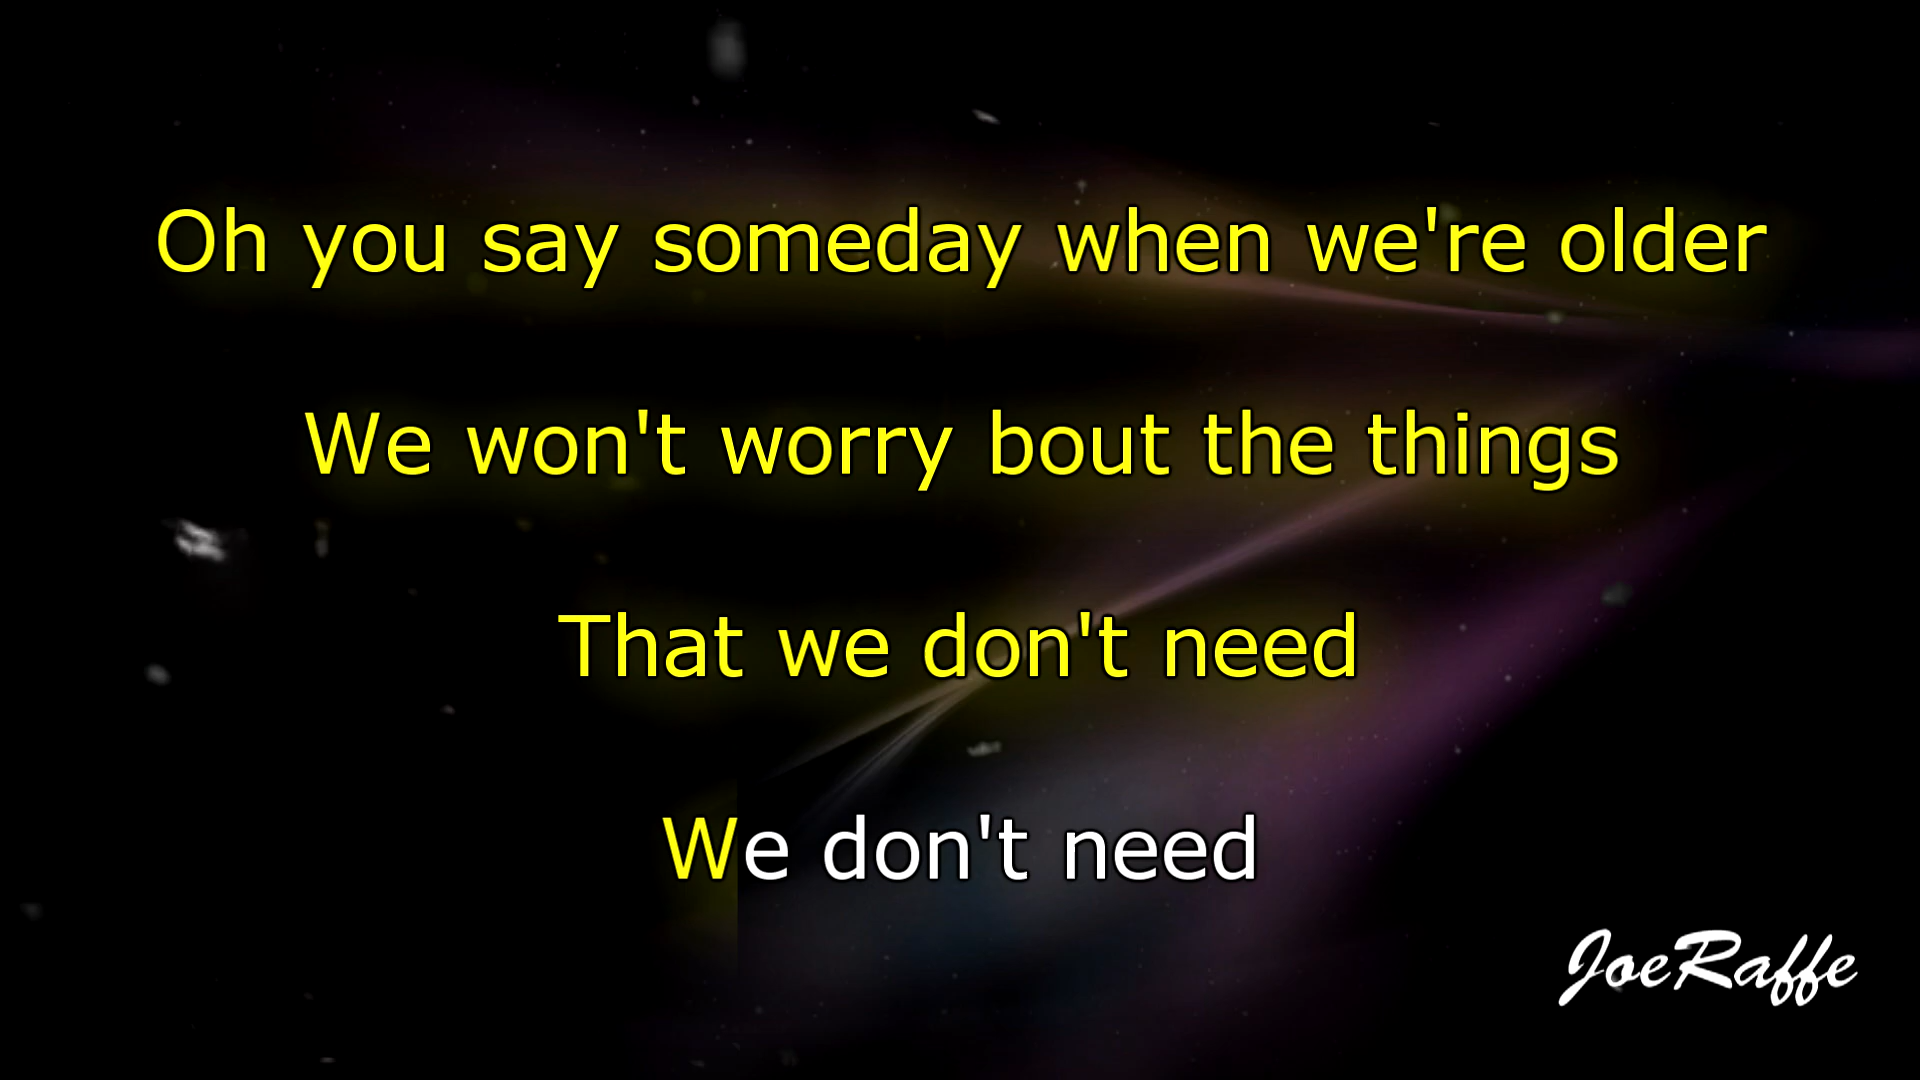 Oh you say someday when we're older
We won't worry bout the things
That we don't need
We don't need
JoeRaffe